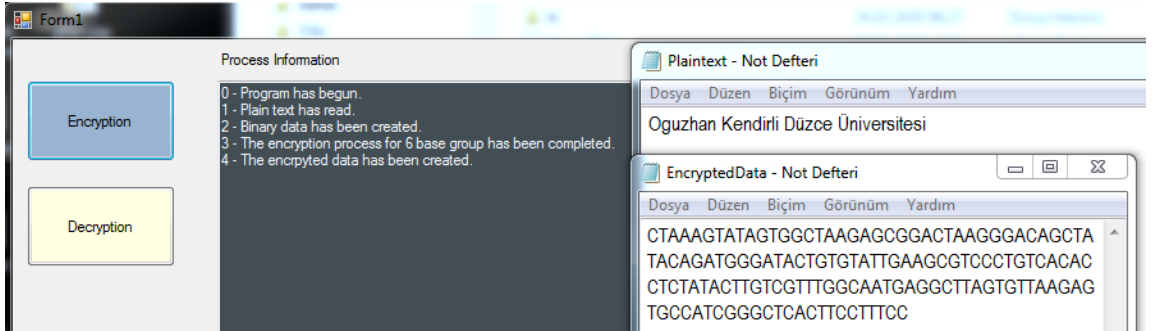 Form1
Process Information
Encryption
Decryption
0 - Program has begun.
1 - Plain text has read.
2 - Binary data has been created.
3 - The encryption process for 6 base group has been completed.
4 - The encrpyted data has been created.
Plaintext - Not Defteri
Dosya Düzen Biçim Görünüm Yardım
Oguzhan Kendirli Düzce Üniversitesi
EncryptedData - Not Defteri
Dosya Düzen Biçim Görünüm Yardım
CTAAAGTATAGTGGCTAAGAGCGGACTAAGGGACAGCTA
TACAGATGGGATACTGTGTATTGAAGCGTCCCTGTCACAC
CTCTATACTTGTCGTTTGGCAATGAGGCTTAGTGTTAAGAG
TGCCATCGGGCTCACTTCCTTTCC